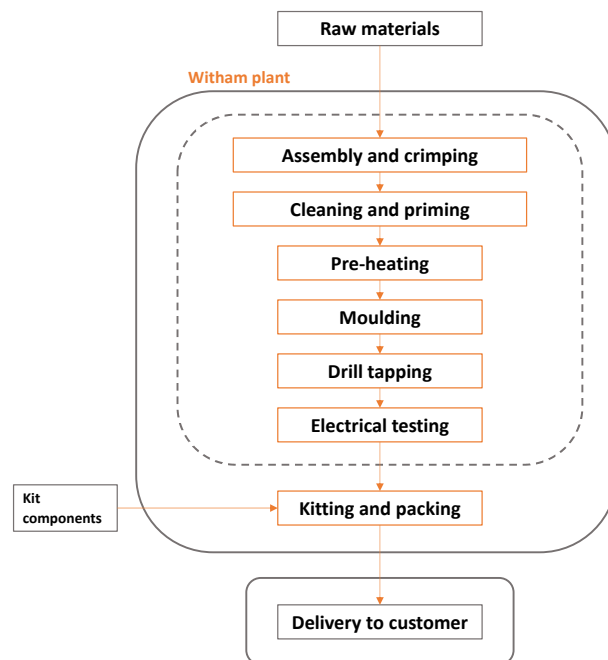 Raw materials
Witham plant
Assembly and crimping
Cleaning and priming
Pre-heating
Moulding
Drill tapping
Electrical testing
Kit
components
Kitting and packing
Delivery to customer